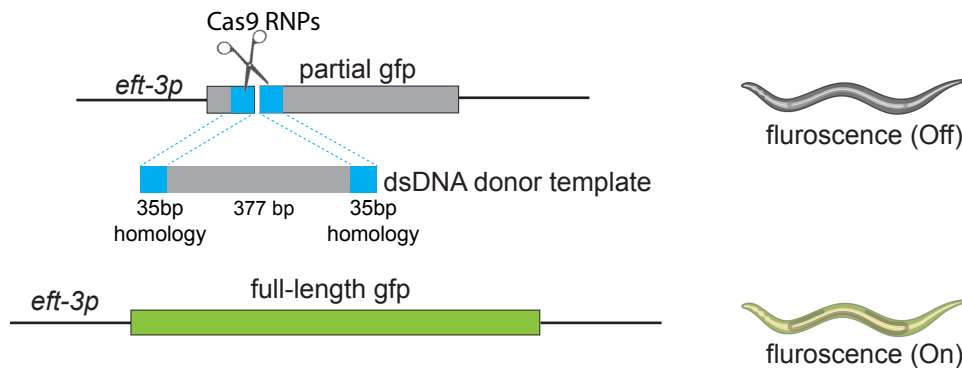 Cas9 RNPs
eft-3p
partial gfp
fluroscence (Off)
dsDNA donor template
35bp
homology
377 bp
35bp
homology
eft-3p
full-length gfp
fluroscence (On)